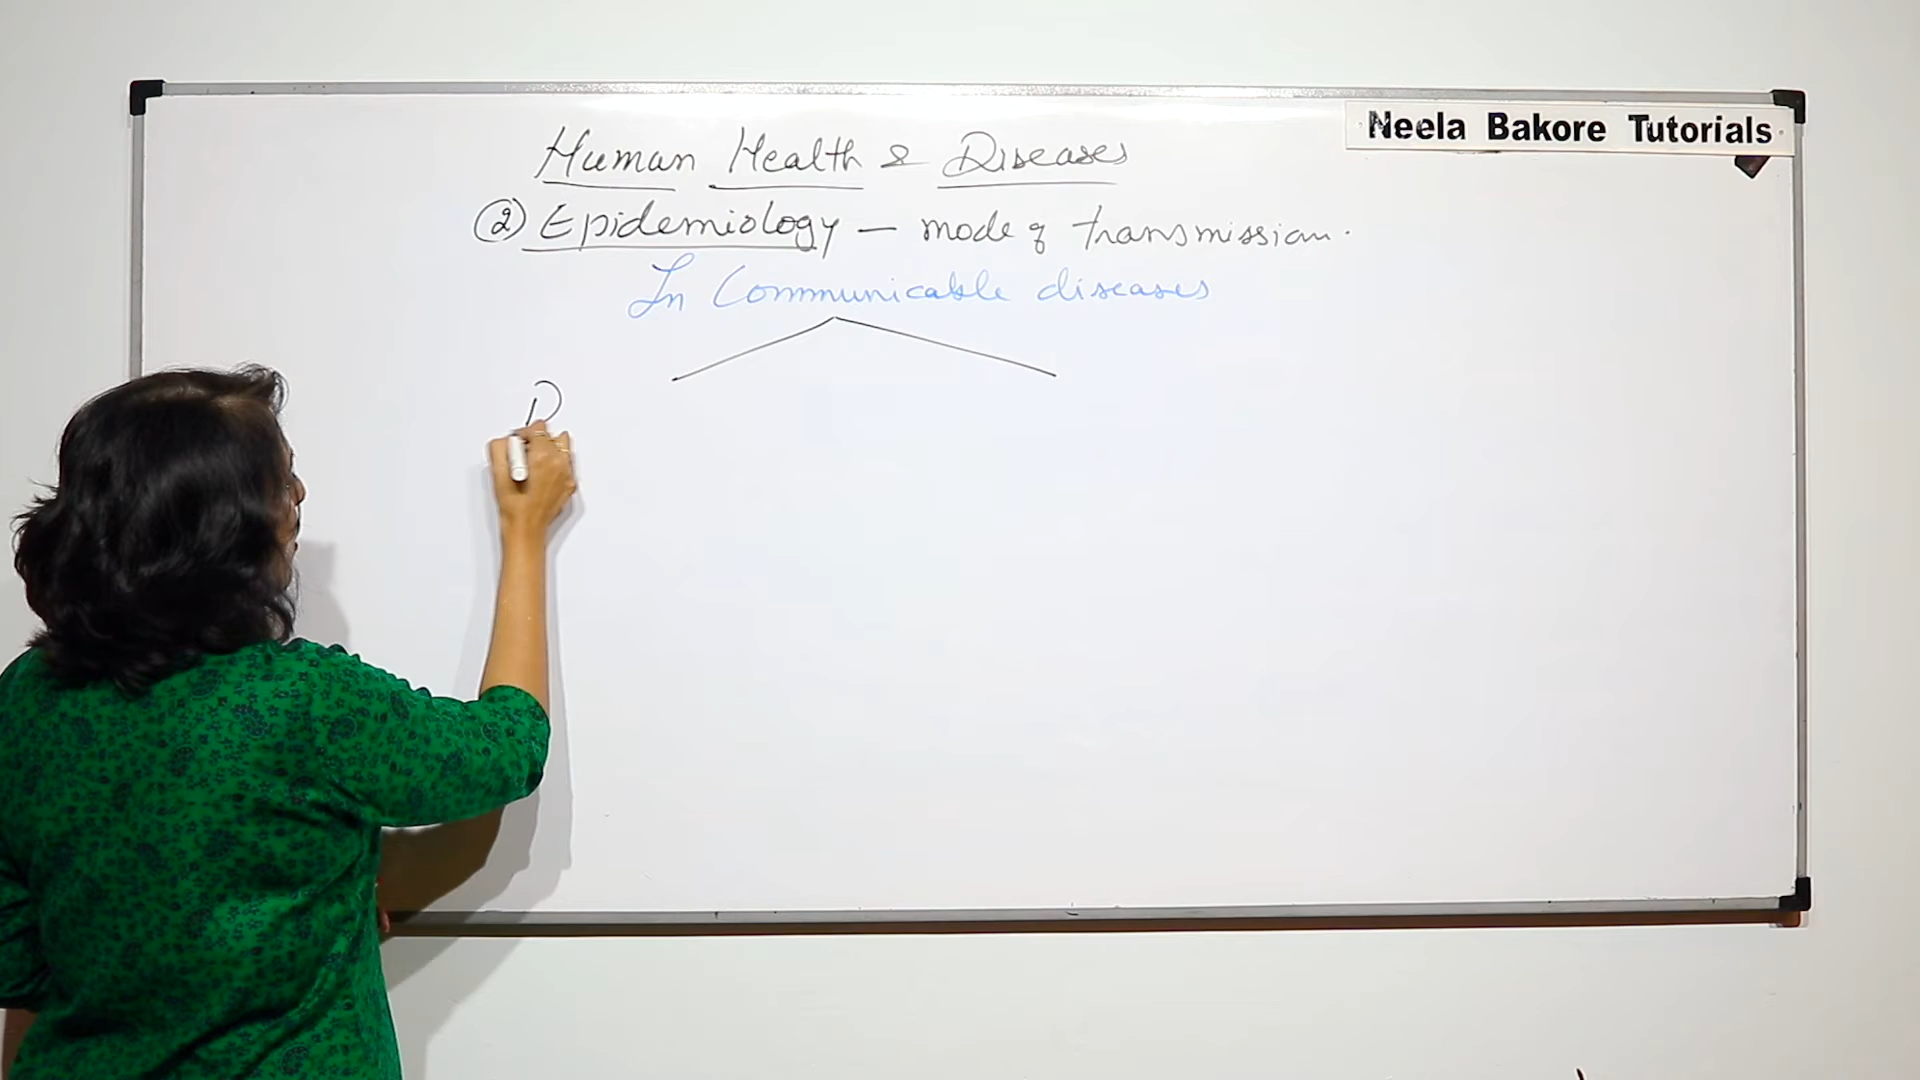 Neela Bakore Tutorials
Human Health & Diseases
② Epidemiology – mode of transmission.
In Communicable diseases
D